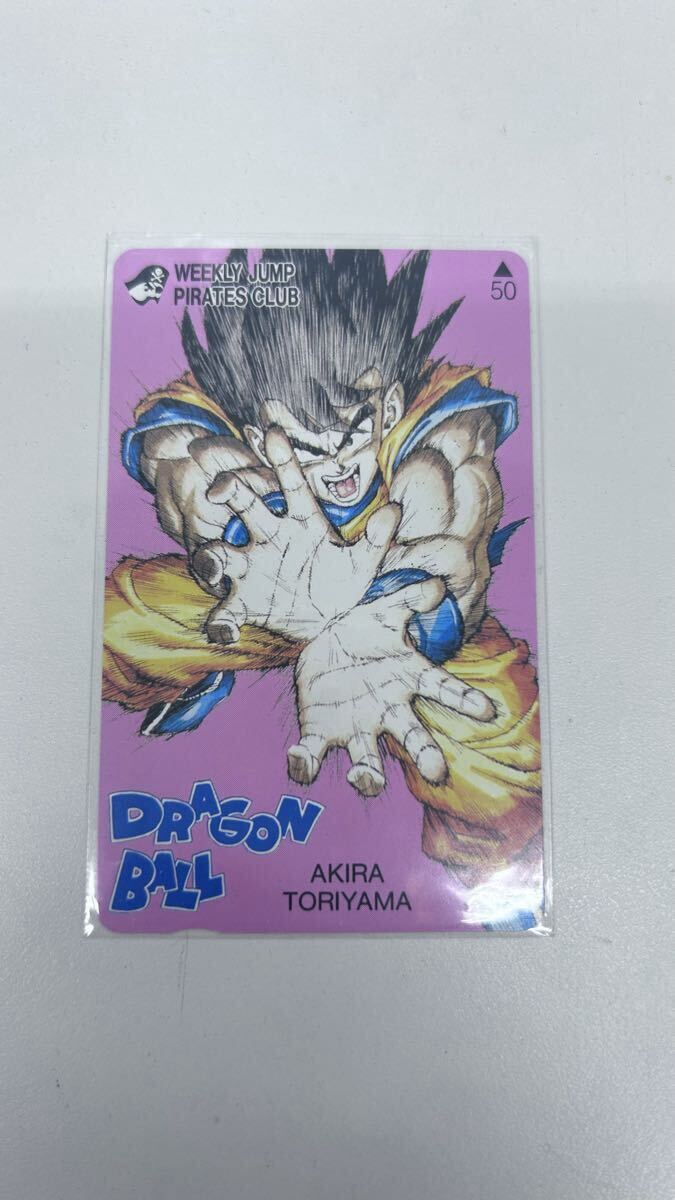 WEEKLY JUMP
PIRATES CLUB
50
DRAGON
BALL
AKIRA
TORIYAMA